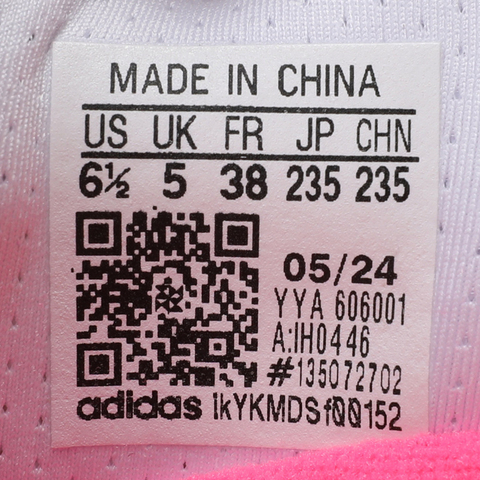 MADE IN CHINA
US UK FR JP CHN
6½ 5 38 235 235
05/24
YYA 606001
A:IH0446
#135072702
adidas lkYKMDSf00152